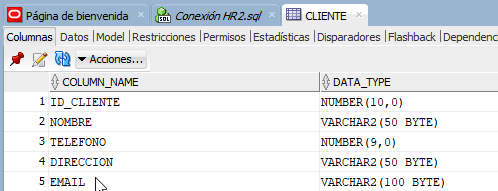 Página de bienvenida Conexión HR2.sql CLIENTE
Columnas Datos Model Restricciones Permisos Estadísticas Disparadores Flashback Dependenc
Acciones...
COLUMN_NAME DATA_TYPE
1 ID_CLIENTE NUMBER(10,0)
2 NOMBRE VARCHAR2(50 BYTE)
3 TELEFONO NUMBER(9,0)
4 DIRECCION VARCHAR2(50 BYTE)
5 EMAIL VARCHAR2(100 BYTE)